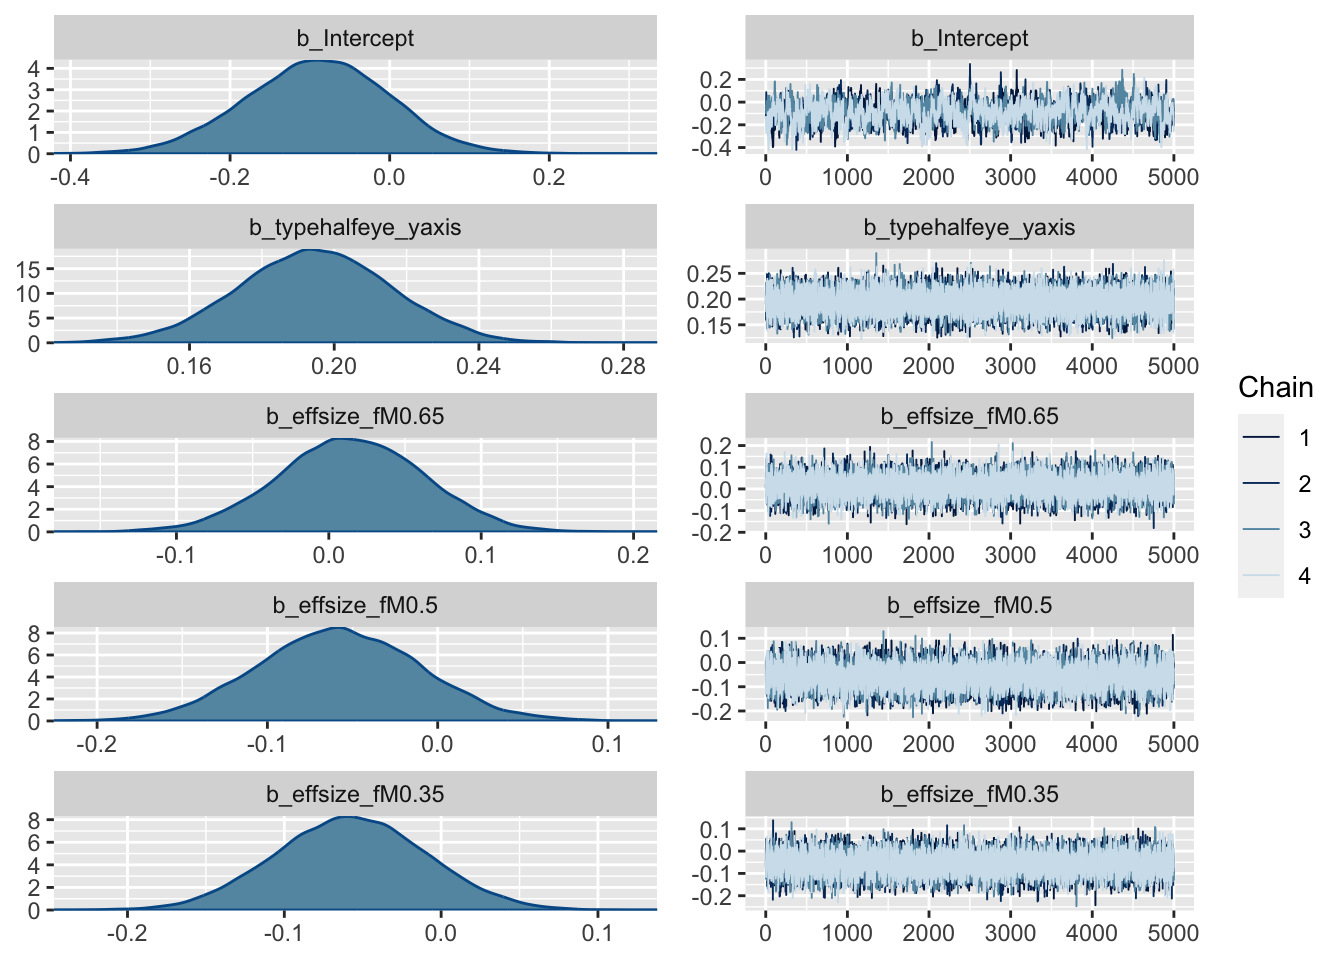 b_Intercept
4
3
2
1
0
-0.4 -0.2 0.0 0.2
b_Intercept
0.2
0.0
-0.2
-0.4
0 1000 2000 3000 4000 5000
b_typehalfeye_yaxis
15
10
5
0
0.16 0.20 0.24 0.28
b_typehalfeye_yaxis
0.25
0.20
0.15
0 1000 2000 3000 4000 5000
b_effsize_fM0.65
8
6
4
2
0
-0.1 0.0 0.1 0.2
b_effsize_fM0.65
0.2
0.1
0.0
-0.1
-0.2
0 1000 2000 3000 4000 5000
b_effsize_fM0.5
8
6
4
2
0
-0.2 -0.1 0.0 0.1
b_effsize_fM0.5
0.1
0.0
-0.1
-0.2
0 1000 2000 3000 4000 5000
b_effsize_fM0.35
8
6
4
2
0
-0.2 -0.1 0.0 0.1
b_effsize_fM0.35
0.1
0.0
-0.1
-0.2
0 1000 2000 3000 4000 5000
Chain
1
2
3
4